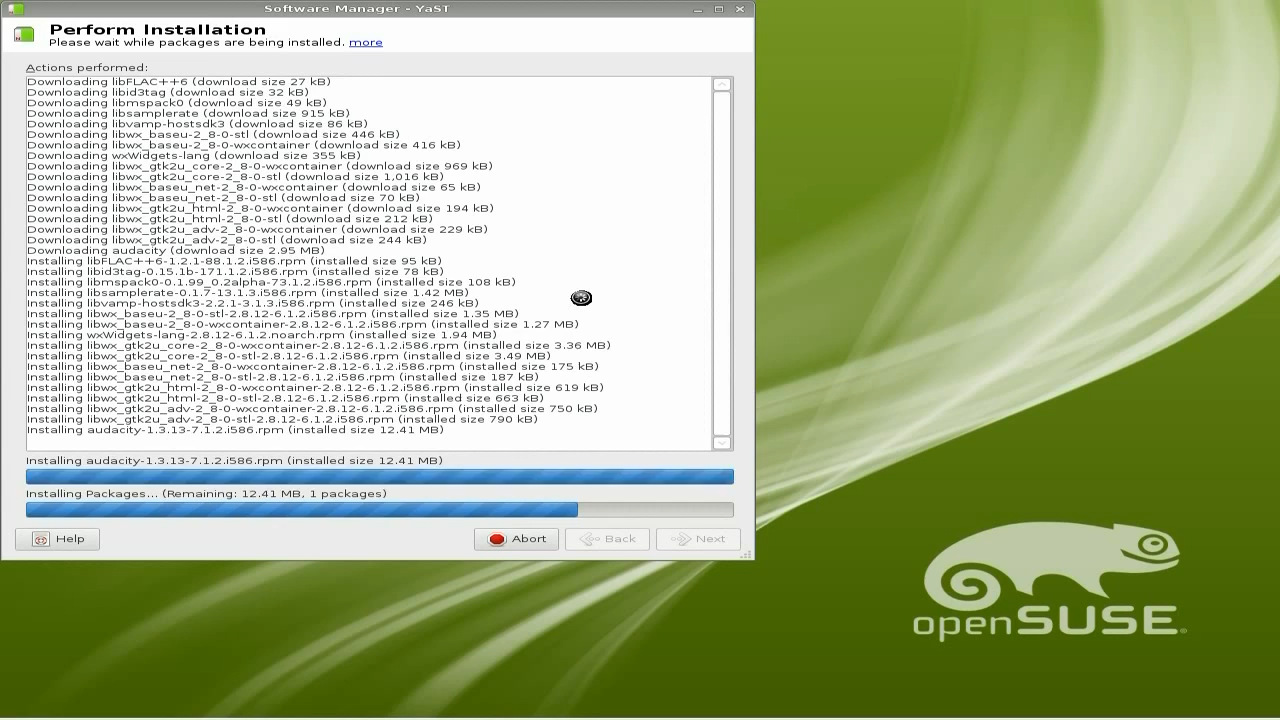 Software Manager - YaST
Perform Installation
Please wait while packages are being installed. more
Actions performed:
Downloading libFLAC++6 (download size 27 kB)
Downloading libid3tag (download size 32 kB)
Downloading libmspack0 (download size 49 kB)
Downloading libsamplerate (download size 915 kB)
Downloading libvamp-hostsdk3 (download size 86 kB)
Downloading libwx_baseu-2_8-0-stl (download size 446 kB)
Downloading libwx_baseu-2_8-0-wxcontainer (download size 416 kB)
Downloading wxWidgets-lang (download size 355 kB)
Downloading libwx_gtk2u_core-2_8-0-wxcontainer (download size 969 kB)
Downloading libwx_gtk2u_core-2_8-0-stl (download size 1,016 kB)
Downloading libwx_baseu_net-2_8-0-wxcontainer (download size 65 kB)
Downloading libwx_baseu_net-2_8-0-stl (download size 70 kB)
Downloading libwx_gtk2u_html-2_8-0-wxcontainer (download size 194 kB)
Downloading libwx_gtk2u_html-2_8-0-stl (download size 212 kB)
Downloading libwx_gtk2u_adv-2_8-0-wxcontainer (download size 229 kB)
Downloading libwx_gtk2u_adv-2_8-0-stl (download size 244 kB)
Downloading audacity (download size 2.95 MB)
Installing libFLAC++6-1.2.1-88.1.2.i586.rpm (installed size 95 kB)
Installing libid3tag-0.15.1b-171.1.2.i586.rpm (installed size 78 kB)
Installing libmspack0-0.1.99_0.2alpha-73.1.2.i586.rpm (installed size 108 kB)
Installing libsamplerate-0.1.7-13.1.3.i586.rpm (installed size 1.42 MB)
Installing libvamp-hostsdk3-2.2.1-3.1.3.i586.rpm (installed size 246 kB)
Installing libwx_baseu-2_8-0-stl-2.8.12-6.1.2.i586.rpm (installed size 1.35 MB)
Installing libwx_baseu-2_8-0-wxcontainer-2.8.12-6.1.2.i586.rpm (installed size 1.27 MB)
Installing wxWidgets-lang-2.8.12-6.1.2.noarch.rpm (installed size 1.94 MB)
Installing libwx_gtk2u_core-2_8-0-wxcontainer-2.8.12-6.1.2.i586.rpm (installed size 3.36 MB)
Installing libwx_gtk2u_core-2_8-0-stl-2.8.12-6.1.2.i586.rpm (installed size 3.49 MB)
Installing libwx_baseu_net-2_8-0-wxcontainer-2.8.12-6.1.2.i586.rpm (installed size 175 kB)
Installing libwx_baseu_net-2_8-0-stl-2.8.12-6.1.2.i586.rpm (installed size 187 kB)
Installing libwx_gtk2u_html-2_8-0-wxcontainer-2.8.12-6.1.2.i586.rpm (installed size 619 kB)
Installing libwx_gtk2u_html-2_8-0-stl-2.8.12-6.1.2.i586.rpm (installed size 663 kB)
Installing libwx_gtk2u_adv-2_8-0-wxcontainer-2.8.12-6.1.2.i586.rpm (installed size 750 kB)
Installing libwx_gtk2u_adv-2_8-0-stl-2.8.12-6.1.2.i586.rpm (installed size 790 kB)
Installing audacity-1.3.13-7.1.2.i586.rpm (installed size 12.41 MB)
Installing audacity-1.3.13-7.1.2.i586.rpm (installed size 12.41 MB)
Installing Packages... (Remaining: 12.41 MB, 1 packages)
Help Abort Back Next
openSUSE